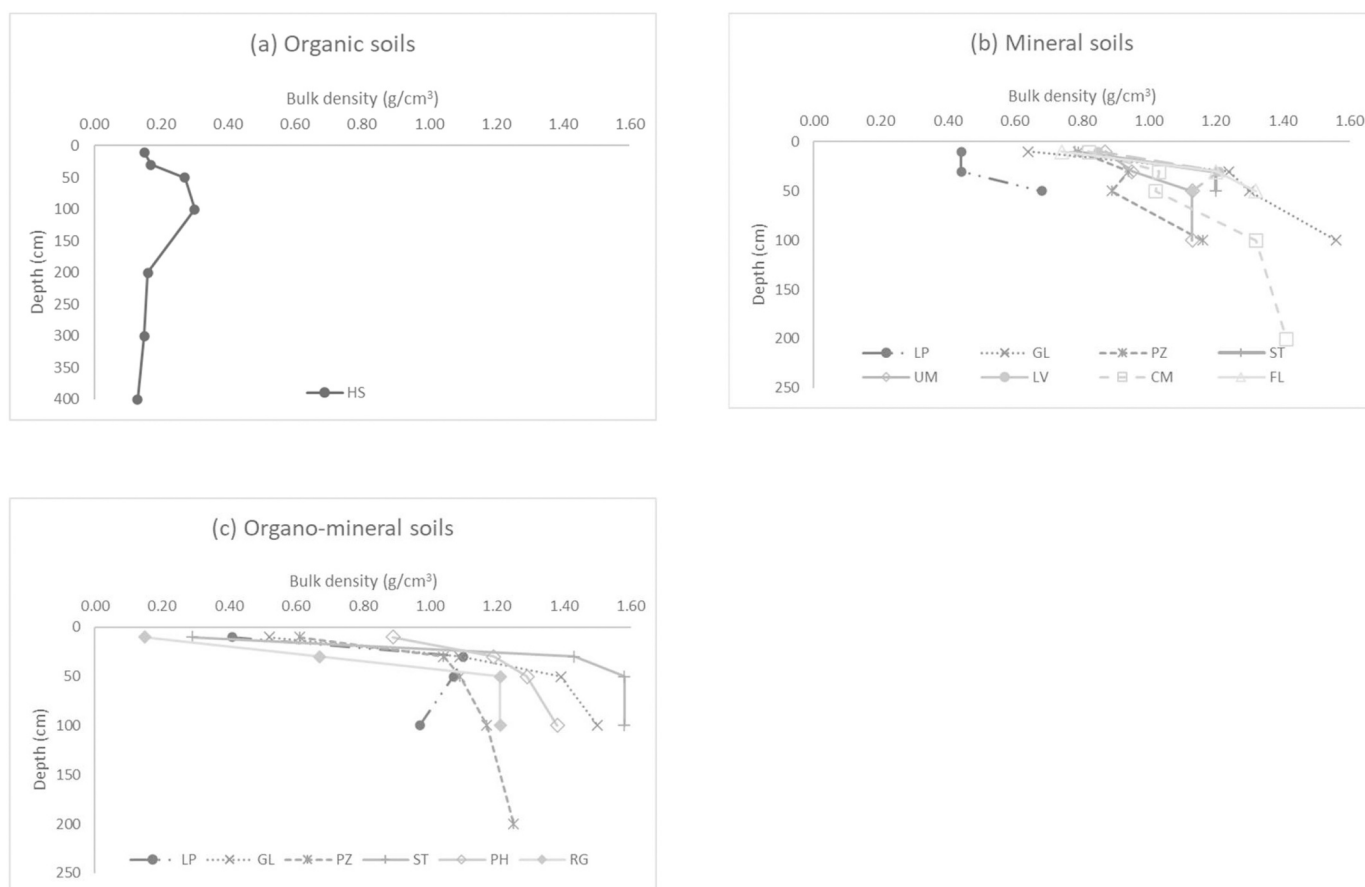 (a) Organic soils
Bulk density (g/cm³)
0.00 0.20 0.40 0.60 0.80 1.00 1.20 1.40 1.60
0
50
100
150
200
250
300
350
400
Depth (cm)
HS
(b) Mineral soils
Bulk density (g/cm³)
0.00 0.20 0.40 0.60 0.80 1.00 1.20 1.40 1.60
0
50
100
150
200
250
Depth (cm)
LP GL PZ ST
UM LV CM FL
(c) Organo-mineral soils
Bulk density (g/cm³)
0.00 0.20 0.40 0.60 0.80 1.00 1.20 1.40 1.60
0
50
100
150
200
250
Depth (cm)
LP GL PZ ST PH RG